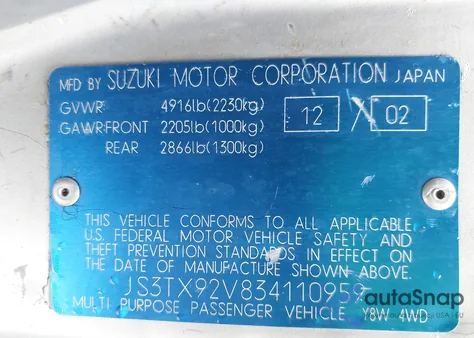 MFD BY SUZUKI MOTOR CORPORATION JAPAN
GVWR 4916lb(2230kg)
GAWR-FRONT 2205lb(1000kg) 12 / 02
REAR 2866lb(1300kg)
THIS VEHICLE CONFORMS TO ALL APPLICABLE
U.S. FEDERAL MOTOR VEHICLE SAFETY AND
THEFT PREVENTION STANDARDS IN EFFECT ON
THE DATE OF MANUFACTURE SHOWN ABOVE.
JS3TX92V834110959
MULTI PURPOSE PASSENGER VEHICLE Y8W 4WD
autoSnap